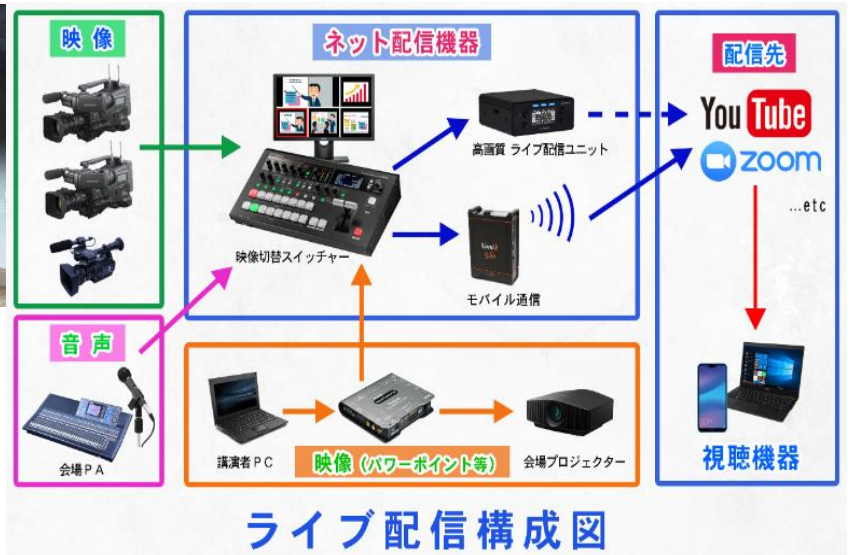 映像
ネット配信機器
配信先
高画質 ライブ配信ユニット
YouTube
zoom
...etc
映像切替スイッチャー
モバイル通信
音声
会場PA
講演者PC
映像（パワーポイント等）
会場プロジェクター
視聴機器
ライブ配信構成図